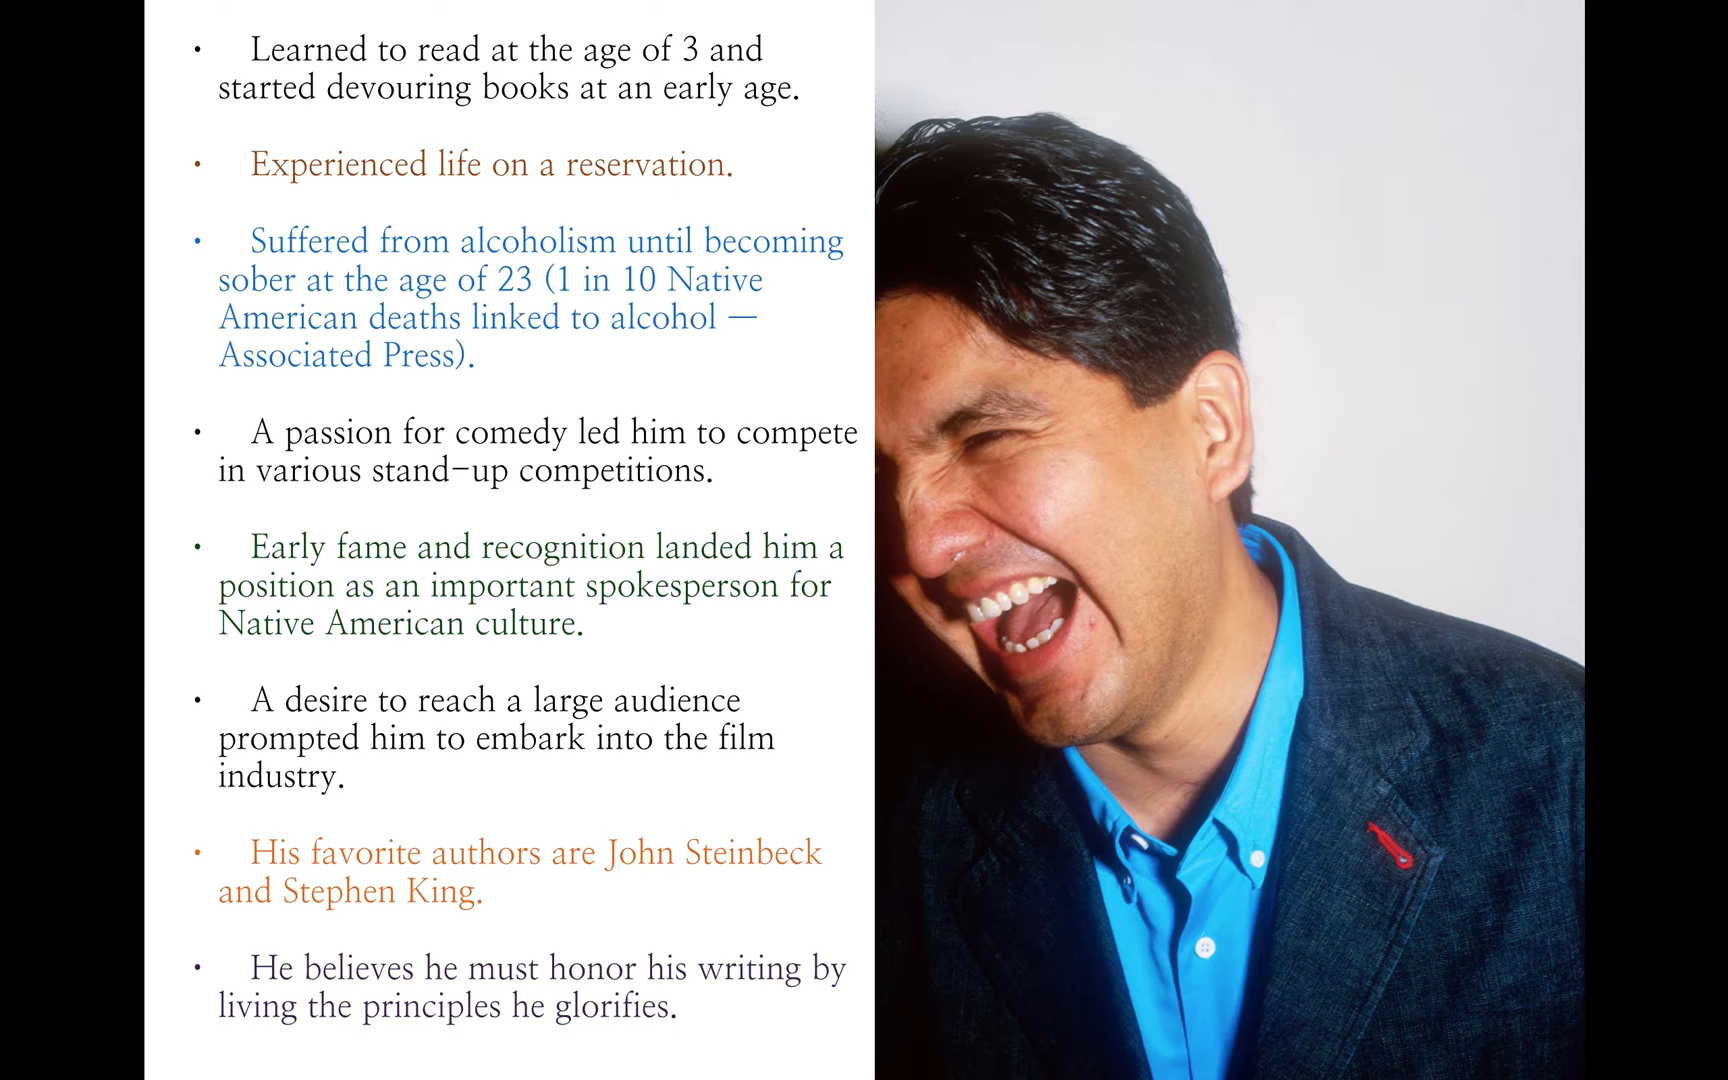 • Learned to read at the age of 3 and
started devouring books at an early age.
• Experienced life on a reservation.
• Suffered from alcoholism until becoming
sober at the age of 23 (1 in 10 Native
American deaths linked to alcohol —
Associated Press).
• A passion for comedy led him to compete
in various stand-up competitions.
• Early fame and recognition landed him a
position as an important spokesperson for
Native American culture.
• A desire to reach a large audience
prompted him to embark into the film
industry.
• His favorite authors are John Steinbeck
and Stephen King.
• He believes he must honor his writing by
living the principles he glorifies.